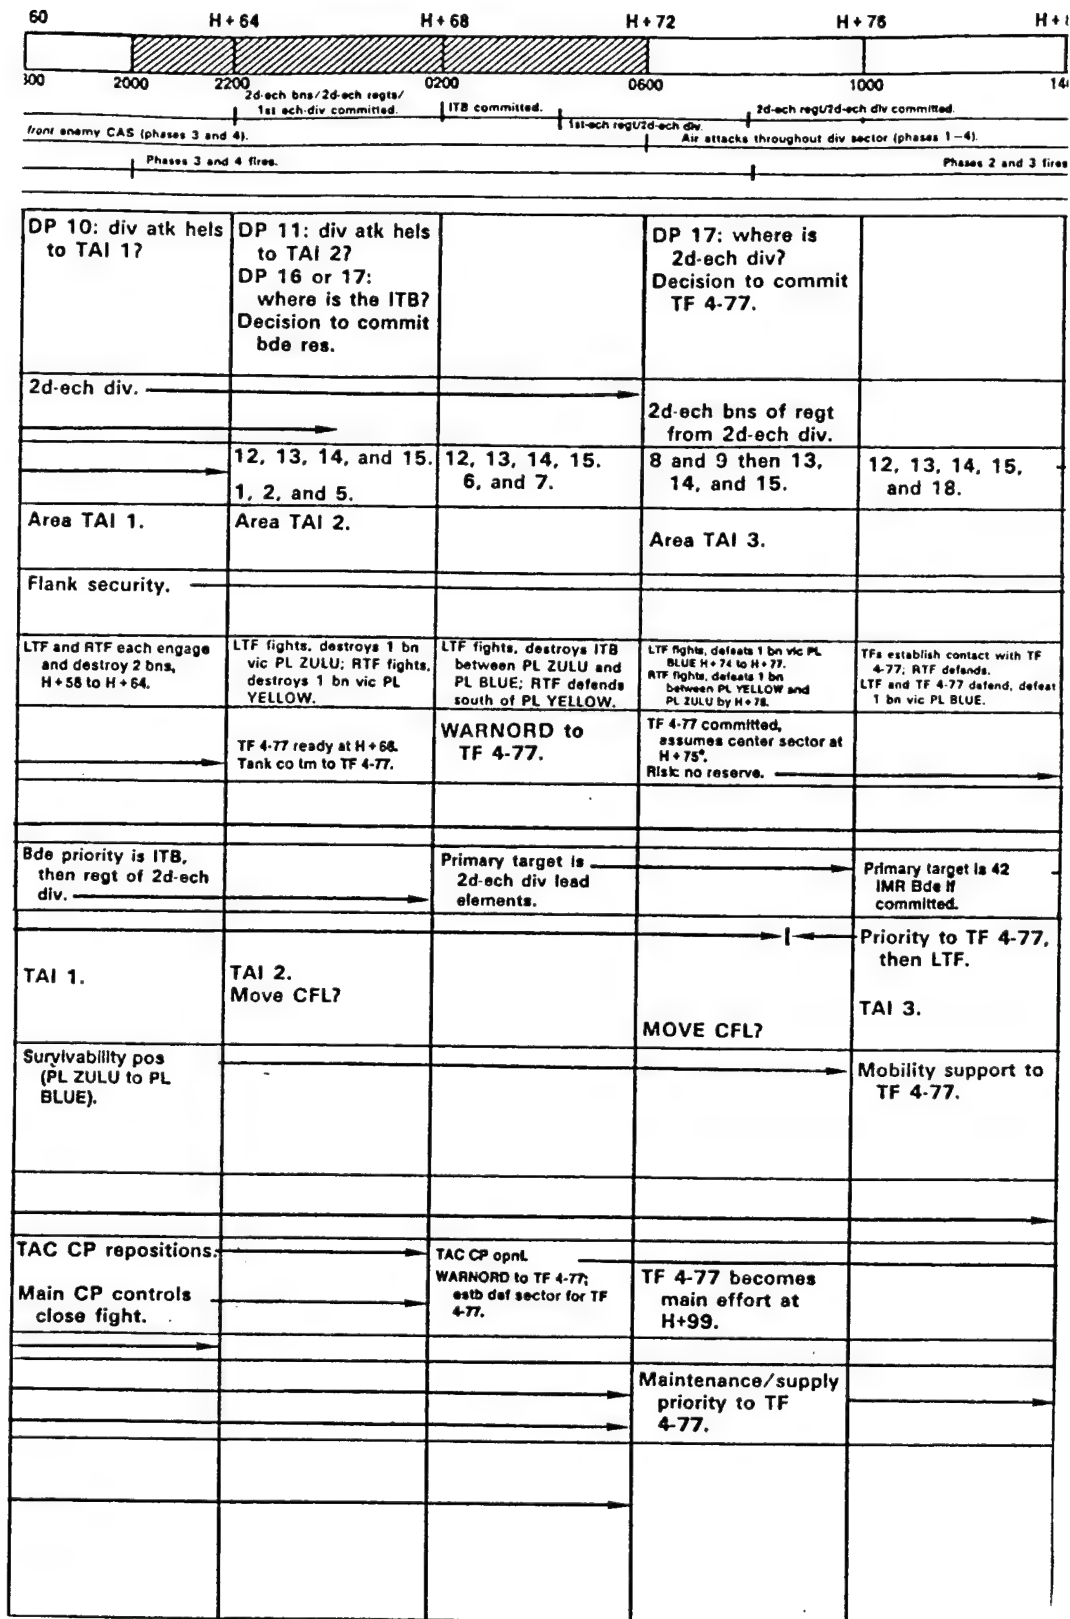 60 H+64 H+68 H+72 H+76
2000 2200 0200 0600 1000
2d-ech bns/2d-ech regts/
1st ech-div committed.
ITB committed.
1st-ech regt/2d-ech div.
2d-ech regt/2d-ech div committed.
front enemy CAS (phases 3 and 4).
Air attacks throughout div sector (phases 1–4).
Phases 3 and 4 fires.
Phases 2 and 3 fires
DP 10: div atk hels
to TAI 1?
DP 11: div atk hels
to TAI 2?
DP 16 or 17:
where is the ITB?
Decision to commit
bde res.
DP 17: where is
2d-ech div?
Decision to commit
TF 4-77.
2d-ech div.
2d-ech bns of regt
from 2d-ech div.
12, 13, 14, and 15.
1, 2, and 5.
12, 13, 14, 15.
6, and 7.
8 and 9 then 13,
14, and 15.
12, 13, 14, 15,
and 18.
Area TAI 1.
Area TAI 2.
Area TAI 3.
Flank security.
LTF and RTF each engage
and destroy 2 bns,
H+58 to H+64.
LTF fights, destroys 1 bn
vic PL ZULU; RTF fights,
destroys 1 bn vic PL
YELLOW.
LTF fights, destroys ITB
between PL ZULU and
PL BLUE; RTF defends
south of PL YELLOW.
LTF fights, defeats 1 bn vic PL
BLUE H+74 to H+77.
RTF fights, defeats 1 bn
between PL YELLOW and
PL ZULU by H+78.
TFs establish contact with TF
4-77; RTF defends.
LTF and TF 4-77 defend, defeat
1 bn vic PL BLUE.
TF 4-77 ready at H+68.
Tank co tm to TF 4-77.
WARNORD to
TF 4-77.
TF 4-77 committed,
assumes center sector at
H+75*.
Risk: no reserve.
Bde priority is ITB,
then regt of 2d-ech
div.
Primary target is
2d-ech div lead
elements.
Primary target is 42
IMR Bde if
committed.
Priority to TF 4-77,
then LTF.
TAI 1.
TAI 2.
Move CFL?
MOVE CFL?
TAI 3.
Survivability pos
(PL ZULU to PL
BLUE).
Mobility support to
TF 4-77.
TAC CP repositions.
Main CP controls
close fight.
TAC CP opnl.
WARNORD to TF 4-77;
estb def sector for TF
4-77.
TF 4-77 becomes
main effort at
H+99.
Maintenance/supply
priority to TF
4-77.